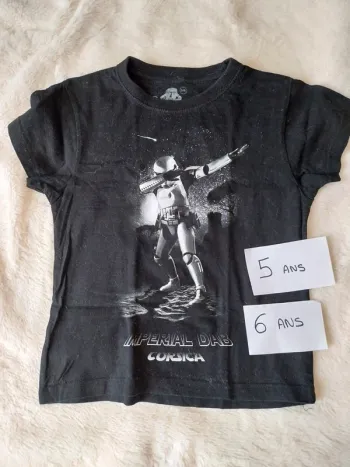 IMPERIAL DAB
CORSICA
5 ANS
6 ANS